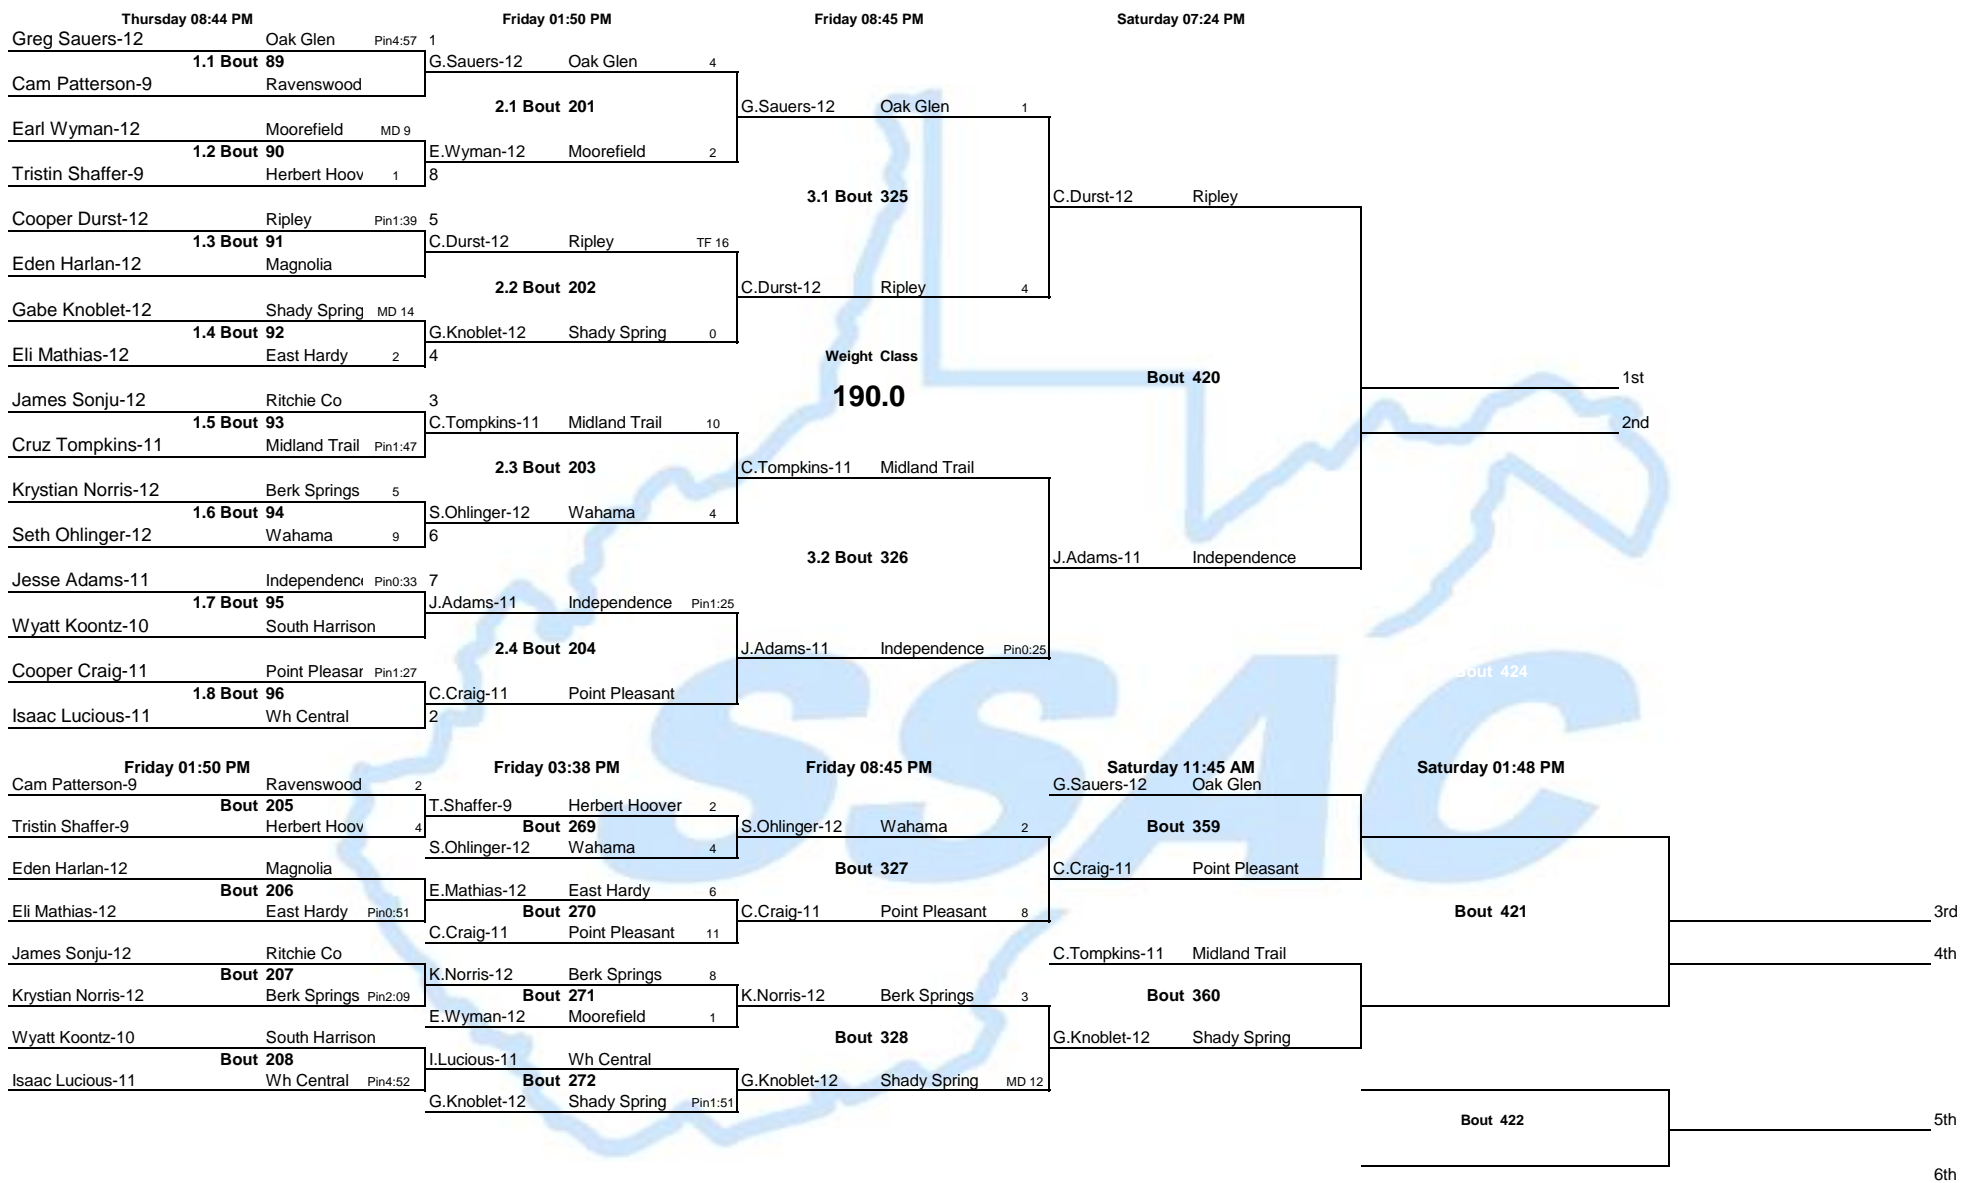 Thursday 08:44 PM Friday 01:50 PM Friday 08:45 PM Saturday 07:24 PM
Greg Sauers-12 Oak Glen Pin4:57 1
1.1 Bout 89 G.Sauers-12 Oak Glen 4
Cam Patterson-9 Ravenswood
2.1 Bout 201 G.Sauers-12 Oak Glen 1
Earl Wyman-12 Moorefield MD 9
1.2 Bout 90 E.Wyman-12 Moorefield 2
Tristin Shaffer-9 Herbert Hoov 1 8
3.1 Bout 325 C.Durst-12 Ripley
Cooper Durst-12 Ripley Pin1:39 5
1.3 Bout 91 C.Durst-12 Ripley TF 16
Eden Harlan-12 Magnolia
2.2 Bout 202 C.Durst-12 Ripley 4
Gabe Knoblet-12 Shady Spring MD 14
1.4 Bout 92 G.Knoblet-12 Shady Spring 0
Eli Mathias-12 East Hardy 2 4 Weight Class
Bout 420 1st
James Sonju-12 Ritchie Co 3 190.0
1.5 Bout 93 C.Tompkins-11 Midland Trail 10 2nd
Cruz Tompkins-11 Midland Trail Pin1:47
2.3 Bout 203 C.Tompkins-11 Midland Trail
Krystian Norris-12 Berk Springs 5
1.6 Bout 94 S.Ohlinger-12 Wahama 4
Seth Ohlinger-12 Wahama 9 6
3.2 Bout 326 J.Adams-11 Independence
Jesse Adams-11 Independence Pin0:33 7
1.7 Bout 95 J.Adams-11 Independence Pin1:25
Wyatt Koontz-10 South Harrison
2.4 Bout 204 J.Adams-11 Independence Pin0:25
Cooper Craig-11 Point Pleasar Pin1:27 Bout 424
1.8 Bout 96 C.Craig-11 Point Pleasant
Isaac Lucious-11 Wh Central 2
SSAC
Friday 01:50 PM Friday 03:38 PM Friday 08:45 PM Saturday 11:45 AM Saturday 01:48 PM
Cam Patterson-9 Ravenswood 2 G.Sauers-12 Oak Glen
Bout 205 T.Shaffer-9 Herbert Hoover 2
Tristin Shaffer-9 Herbert Hoov 4 Bout 269 S.Ohlinger-12 Wahama 2 Bout 359
S.Ohlinger-12 Wahama 4
Eden Harlan-12 Magnolia Bout 327 C.Craig-11 Point Pleasant
Bout 206 E.Mathias-12 East Hardy 6
Eli Mathias-12 East Hardy Pin0:51 Bout 270 C.Craig-11 Point Pleasant 8 Bout 421 3rd
C.Craig-11 Point Pleasant 11
James Sonju-12 Ritchie Co C.Tompkins-11 Midland Trail 4th
Bout 207 K.Norris-12 Berk Springs 8
Krystian Norris-12 Berk Springs Pin2:09 Bout 271 K.Norris-12 Berk Springs 3 Bout 360
E.Wyman-12 Moorefield 1
Wyatt Koontz-10 South Harrison Bout 328 G.Knoblet-12 Shady Spring
Bout 208 I.Lucious-11 Wh Central
Isaac Lucious-11 Wh Central Pin4:52 Bout 272 G.Knoblet-12 Shady Spring MD 12
G.Knoblet-12 Shady Spring Pin1:51
Bout 422 5th
6th